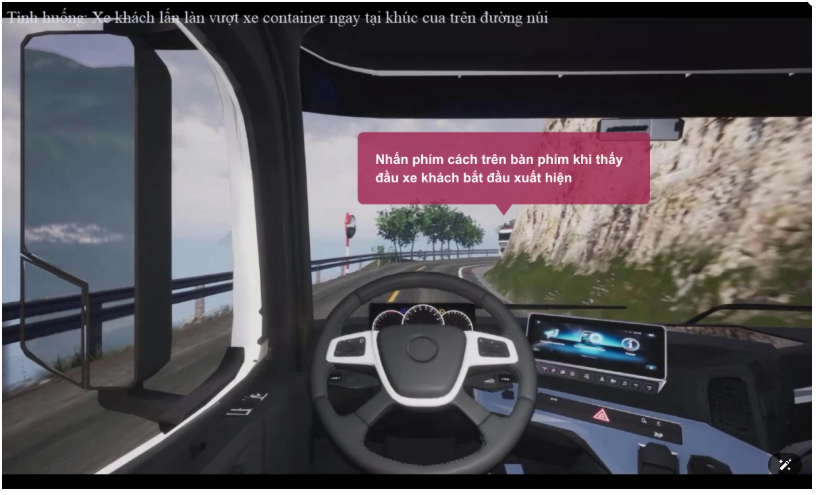 Tình huống: Xe khách lấn làn vượt xe container ngay tại khúc cua trên đường núi
Nhấn phím cách trên bàn phím khi thấy
đầu xe khách bắt đầu xuất hiện